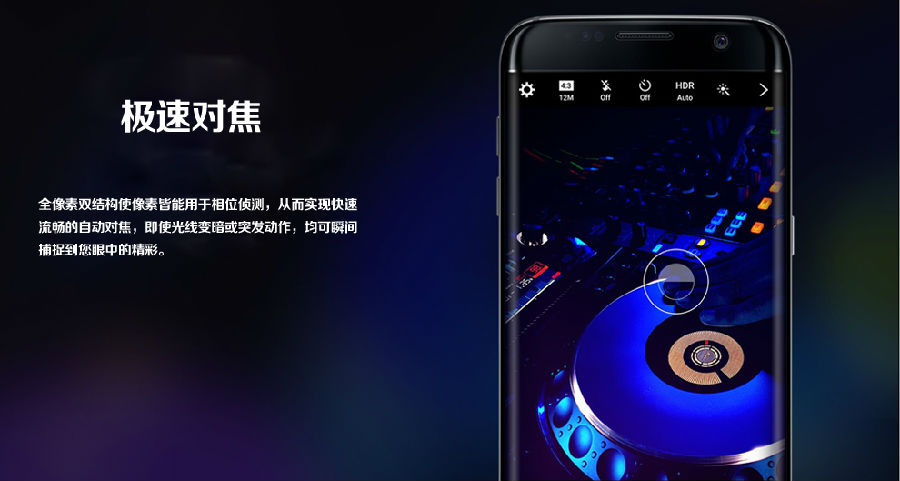 极速对焦
全像素双结构使像素皆能用于相位侦测，从而实现快速
流畅的自动对焦，即使光线变暗或突发动作，均可瞬间
捕捉到您眼中的精彩。
4:3
12M
Off
Off
HDR
Auto